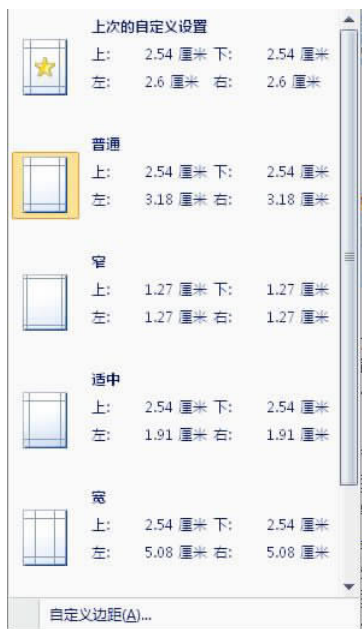 上次的自定义设置
上: 2.54 厘米 下: 2.54 厘米
左: 2.6 厘米 右: 2.6 厘米
普通
上: 2.54 厘米 下: 2.54 厘米
左: 3.18 厘米 右: 3.18 厘米
窄
上: 1.27 厘米 下: 1.27 厘米
左: 1.27 厘米 右: 1.27 厘米
适中
上: 2.54 厘米 下: 2.54 厘米
左: 1.91 厘米 右: 1.91 厘米
宽
上: 2.54 厘米 下: 2.54 厘米
左: 5.08 厘米 右: 5.08 厘米
自定义边距(A)...